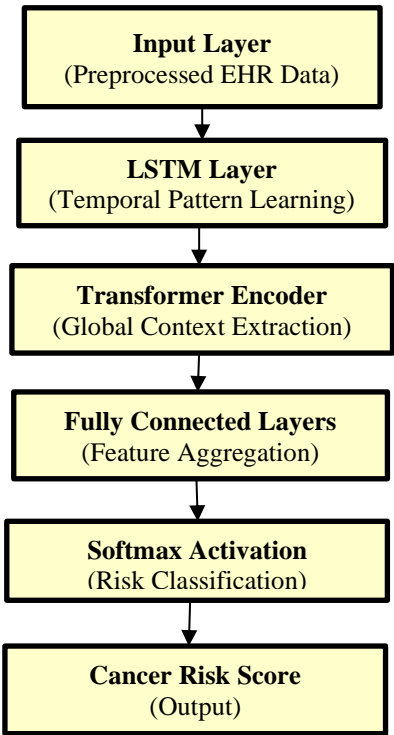 Input Layer
(Preprocessed EHR Data)
LSTM Layer
(Temporal Pattern Learning)
Transformer Encoder
(Global Context Extraction)
Fully Connected Layers
(Feature Aggregation)
Softmax Activation
(Risk Classification)
Cancer Risk Score
(Output)